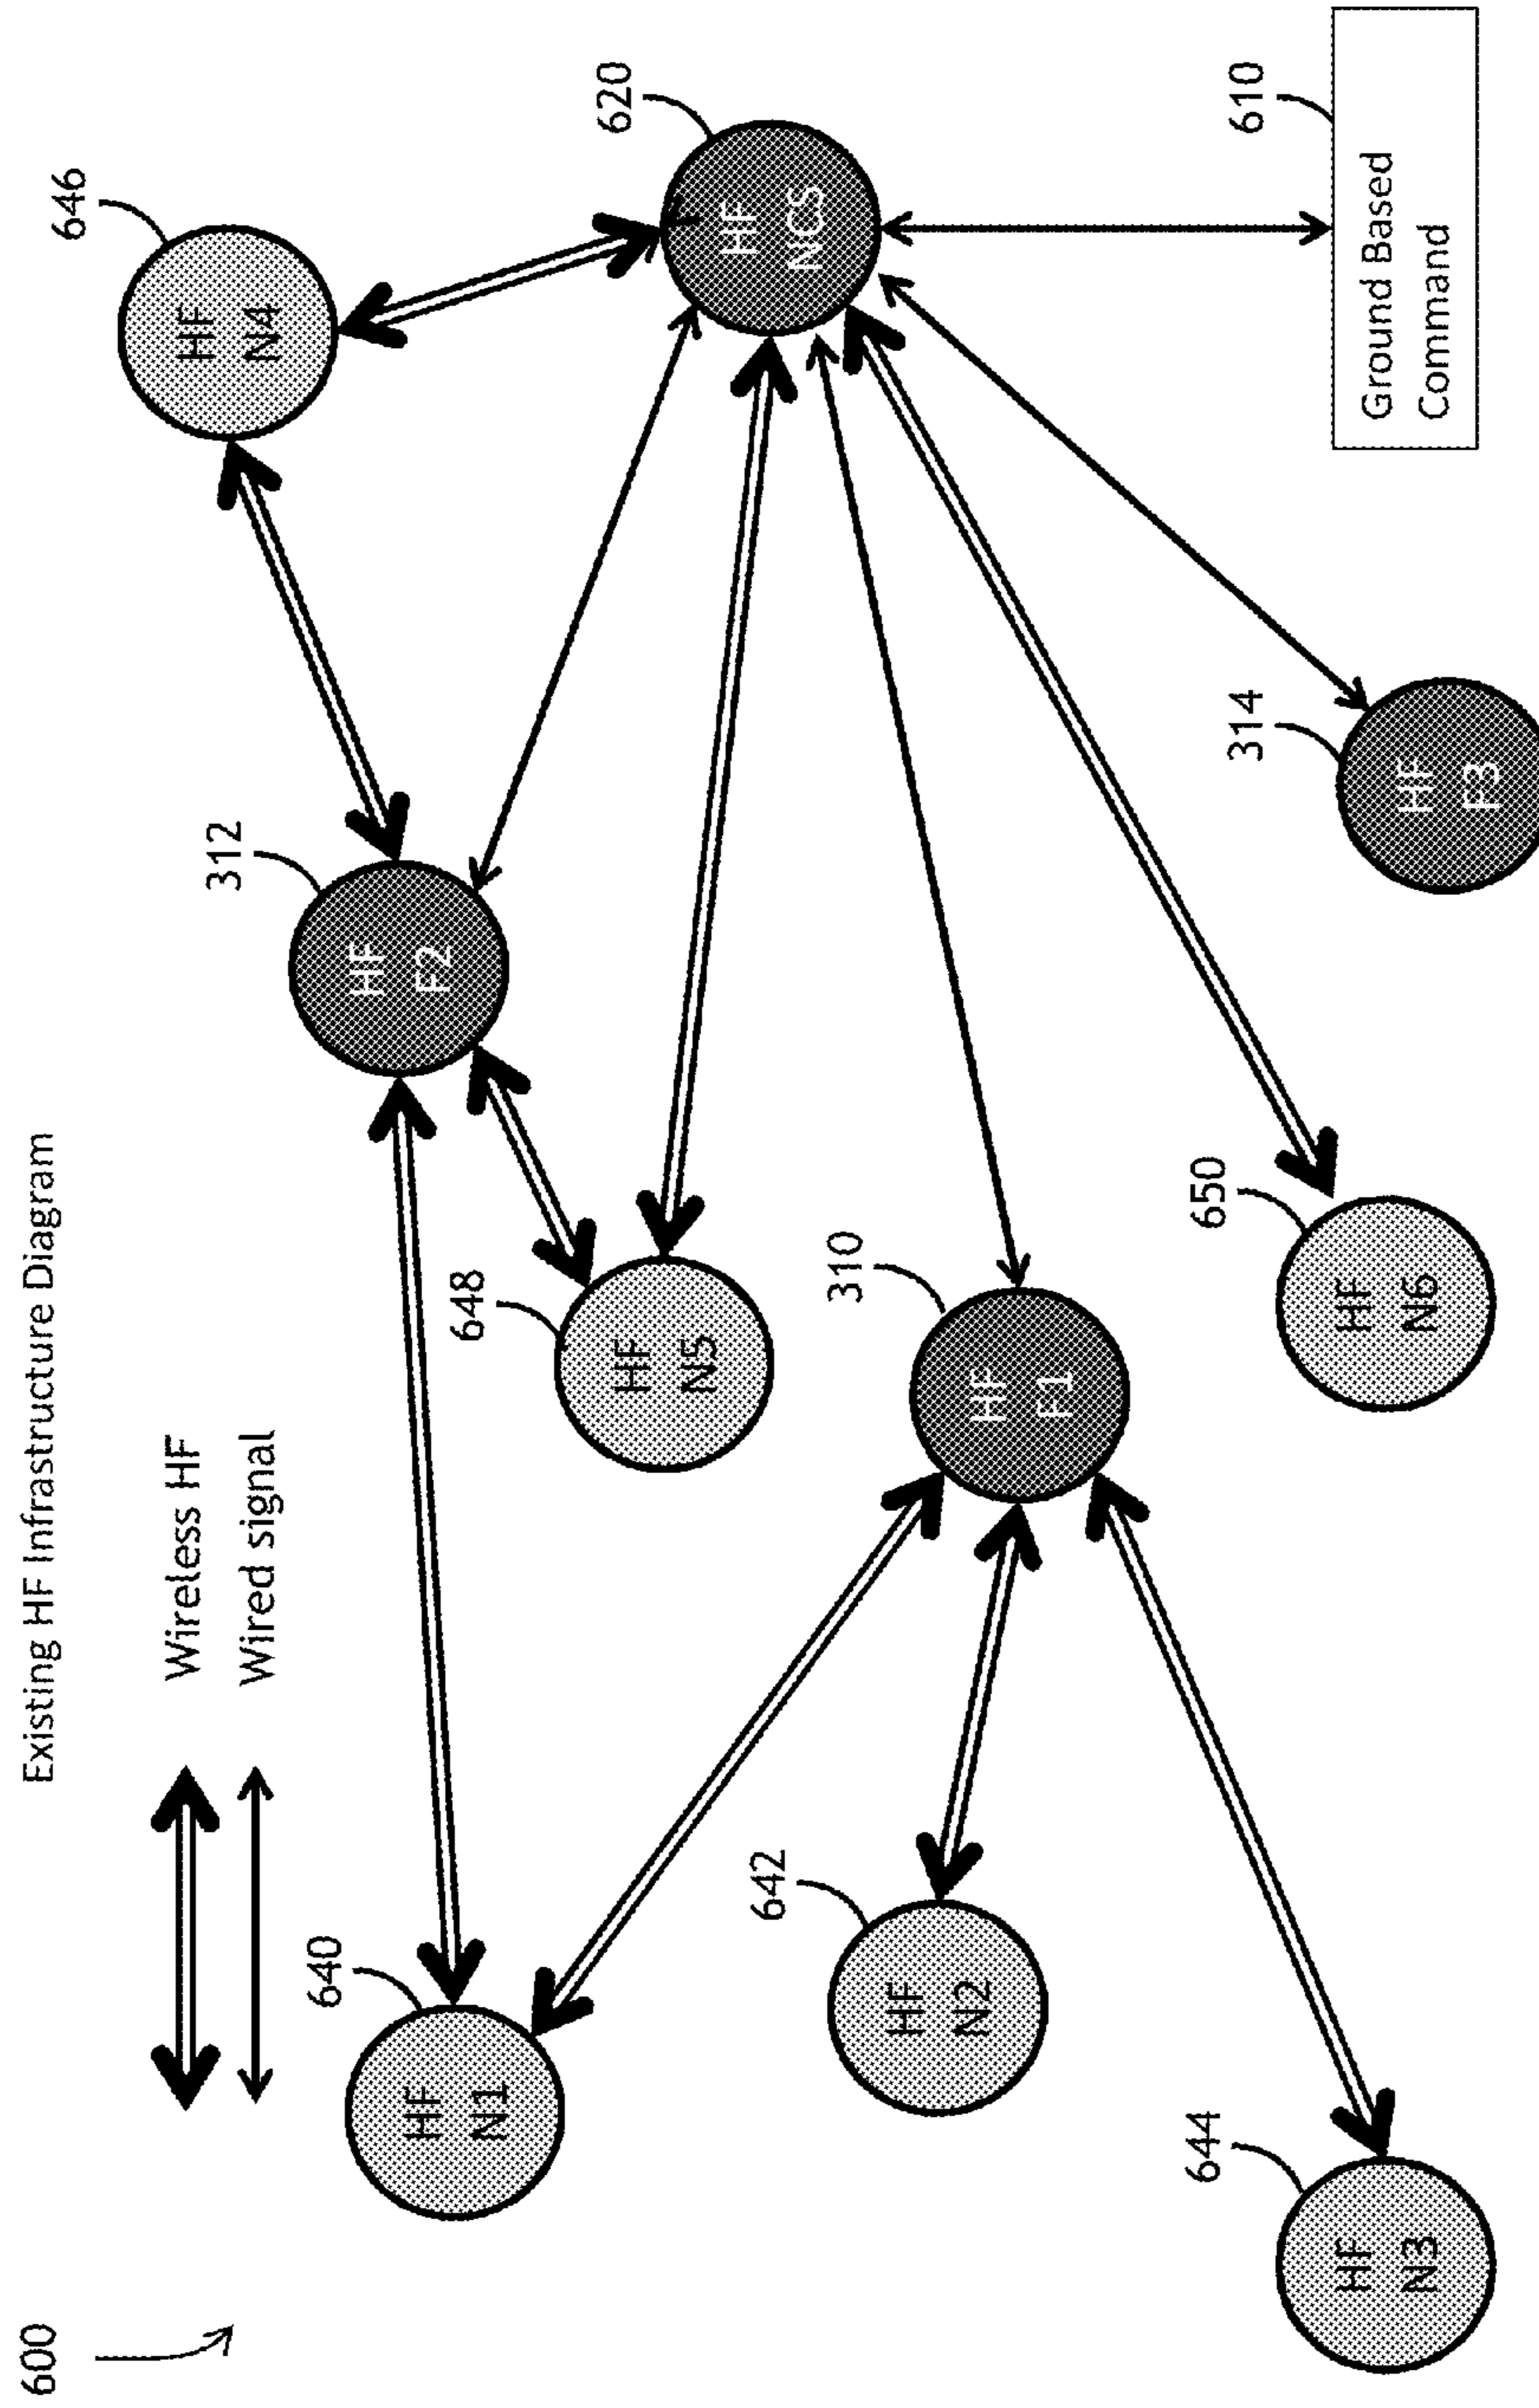 600
Existing HF Infrastructure Diagram
Wireless HF
Wired signal
640
HF
N1
312
HF
F2
646
HF
N4
648
HF
N5
620
HF
NCS
642
HF
N2
310
HF
F1
644
HF
N3
650
HF
N6
314
HF
F3
610
Ground Based
Command